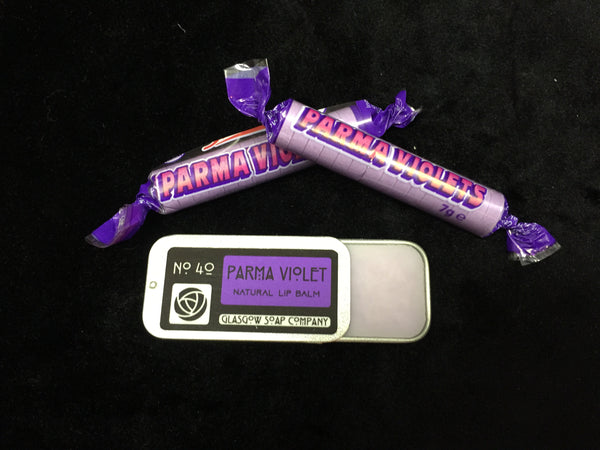 PARMA VIOLETS
7g e
PARMA VIO
No 40
PARMA VIOLET
NATURAL LIP BALM
GLASGOW SOAP COMPANY